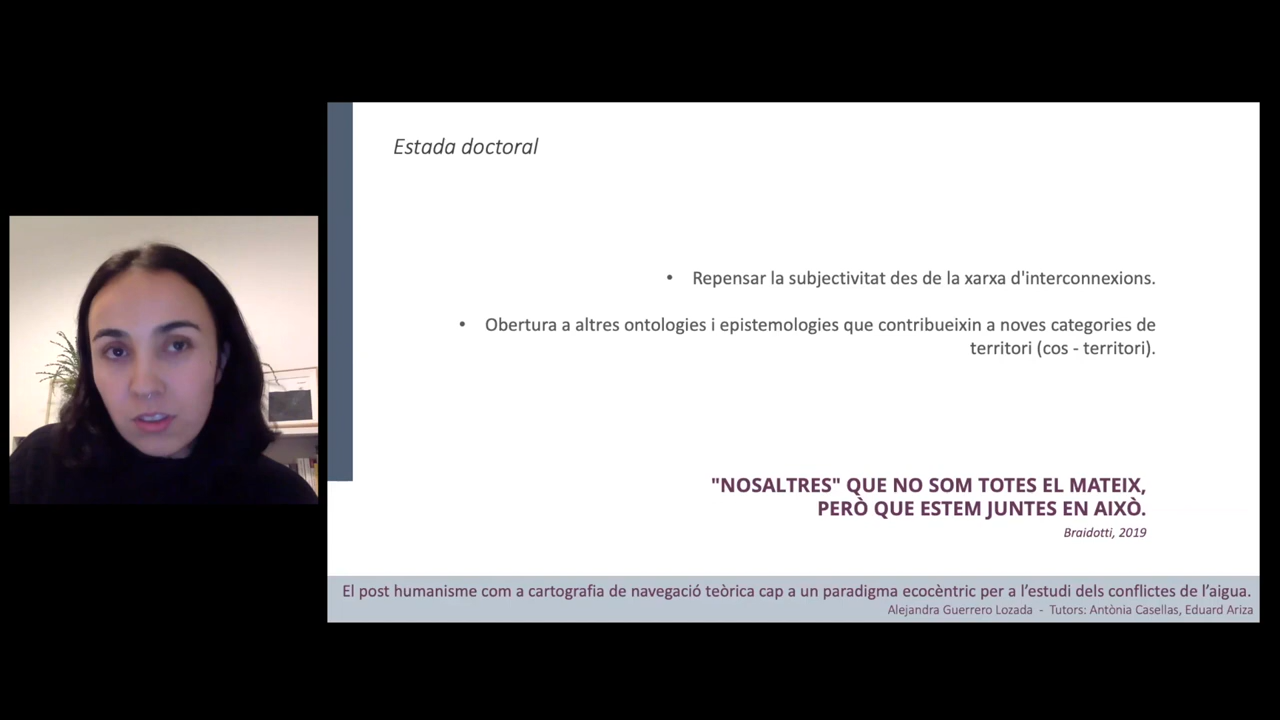 Estada doctoral
• Repensar la subjectivitat des de la xarxa d'interconnexions.
• Obertura a altres ontologies i epistemologies que contribueixin a noves categories de
territori (cos - territori).
"NOSALTRES" QUE NO SOM TOTES EL MATEIX,
PERÒ QUE ESTEM JUNTES EN AIXÒ.
Braidotti, 2019
El post humanisme com a cartografia de navegació teòrica cap a un paradigma ecocèntric per a l’estudi dels conflictes de l’aigua.
Alejandra Guerrero Lozada - Tutors: Antònia Casellas, Eduard Ariza